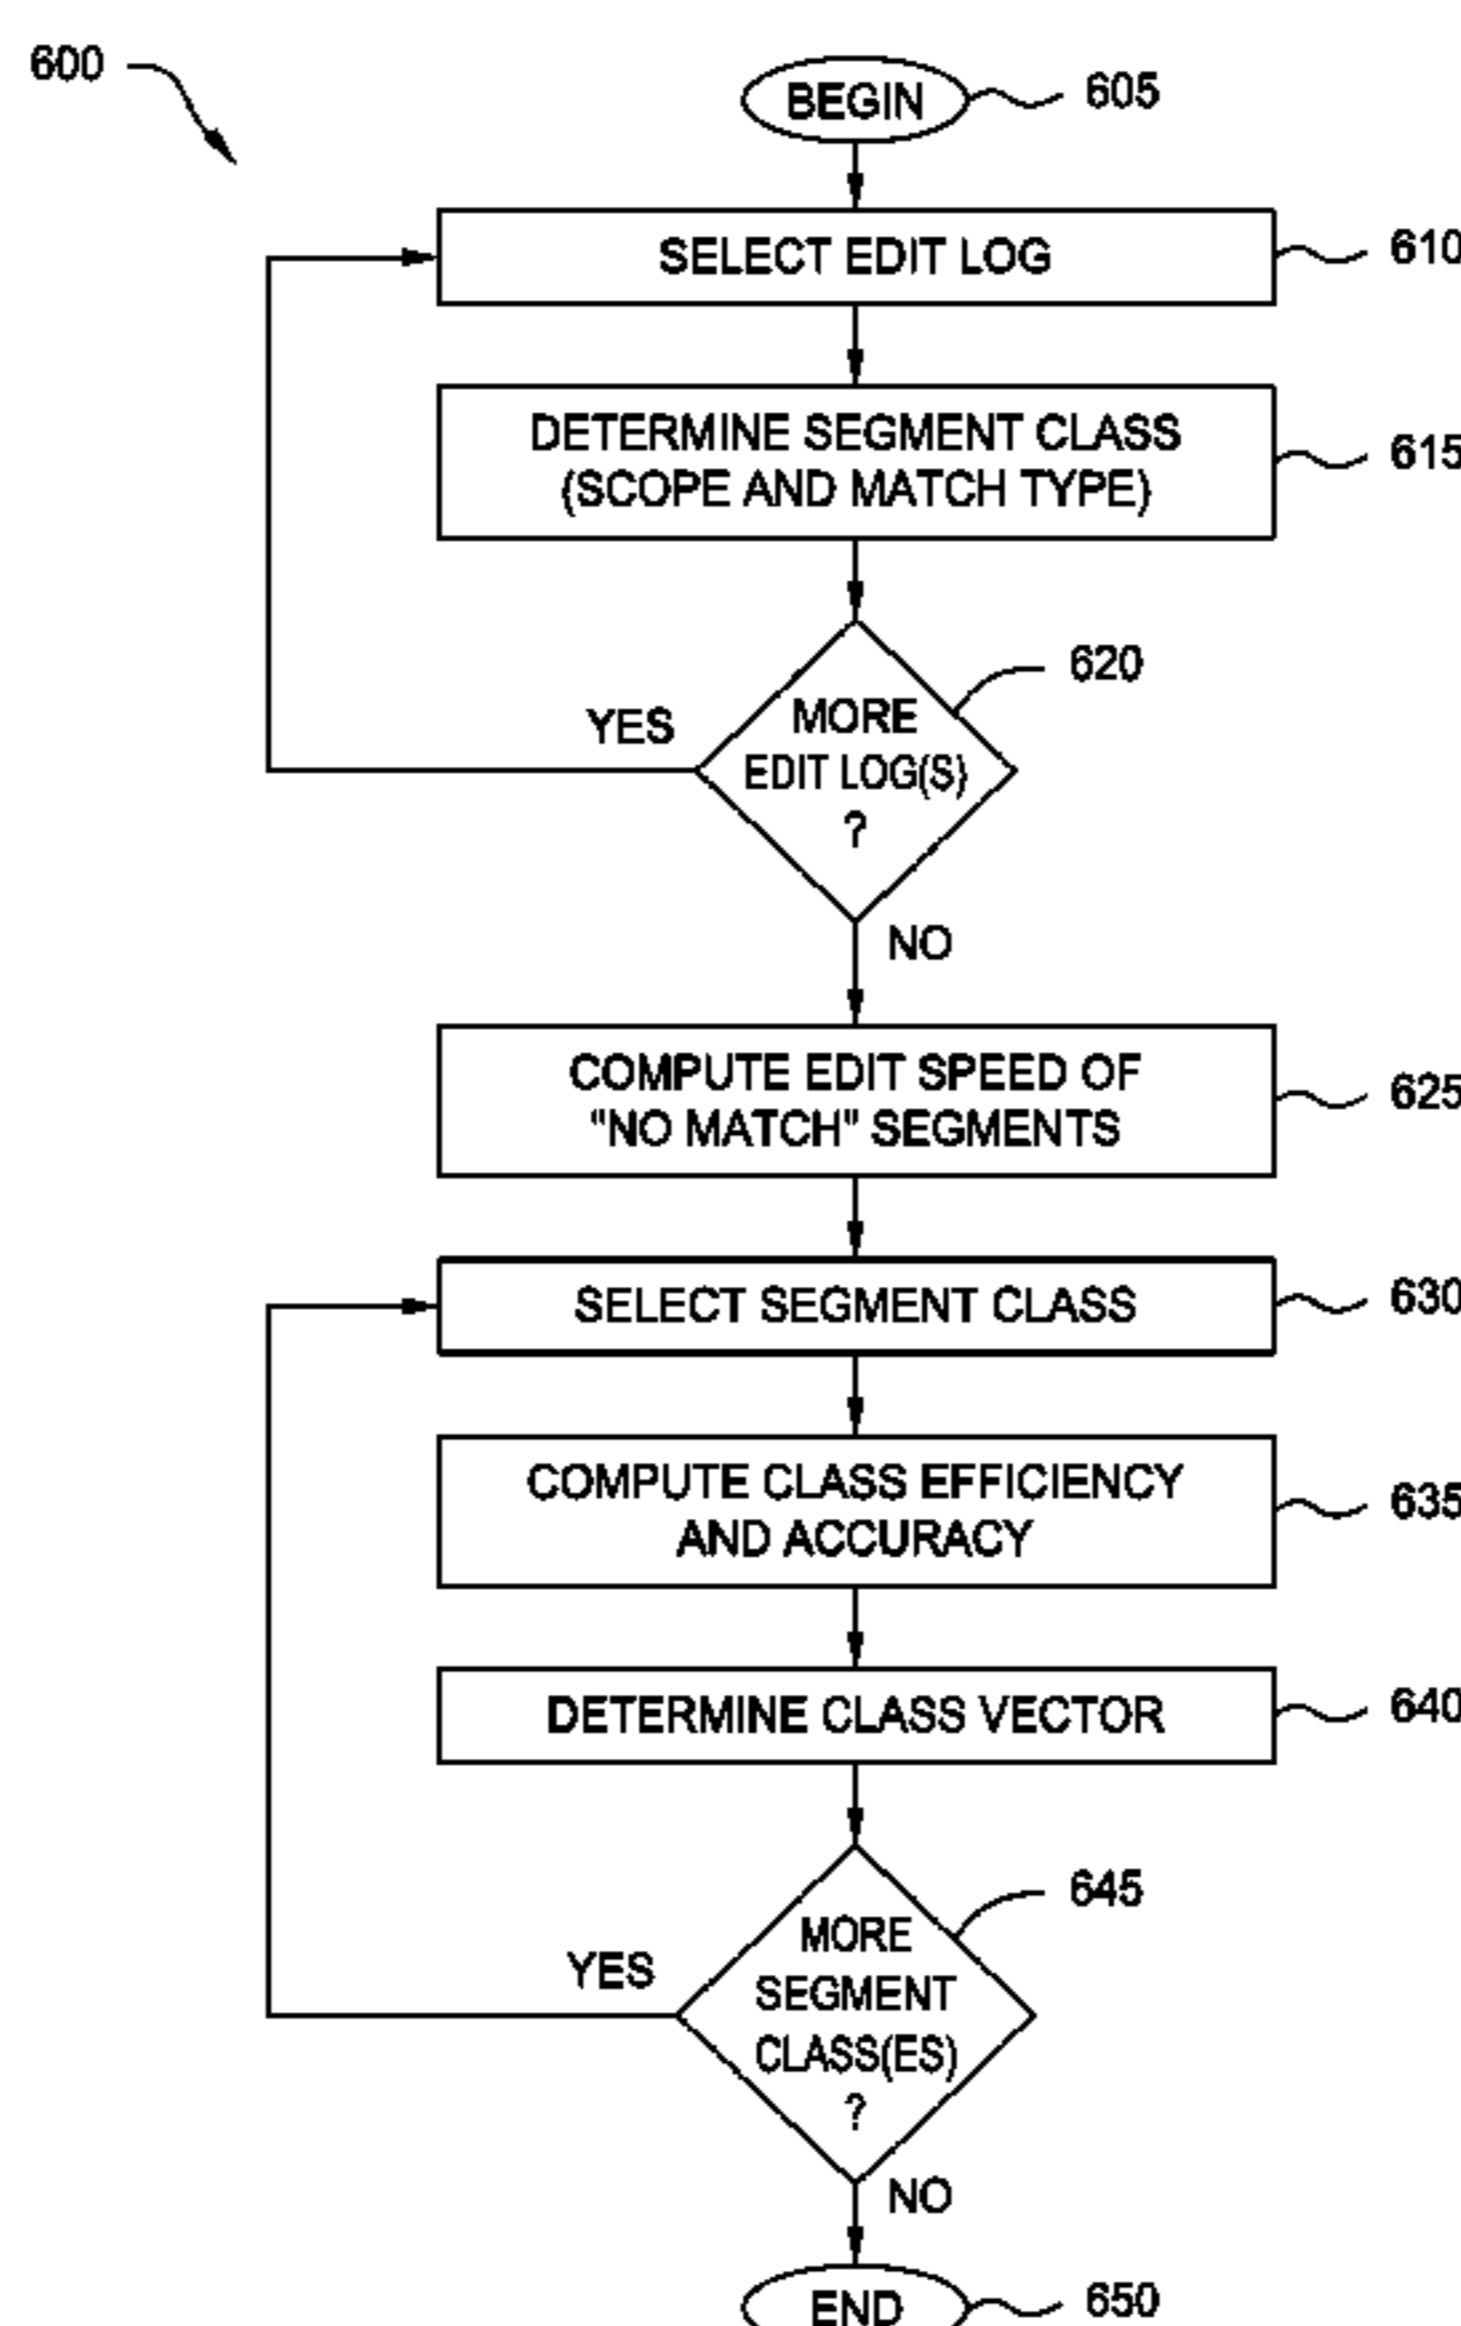 600
BEGIN
605
SELECT EDIT LOG
610
DETERMINE SEGMENT CLASS
(SCOPE AND MATCH TYPE)
615
620
MORE
EDIT LOG(S)
?
YES
NO
COMPUTE EDIT SPEED OF
"NO MATCH" SEGMENTS
625
SELECT SEGMENT CLASS
630
COMPUTE CLASS EFFICIENCY
AND ACCURACY
635
DETERMINE CLASS VECTOR
640
645
MORE
SEGMENT
CLASS(ES)
?
YES
NO
END
650